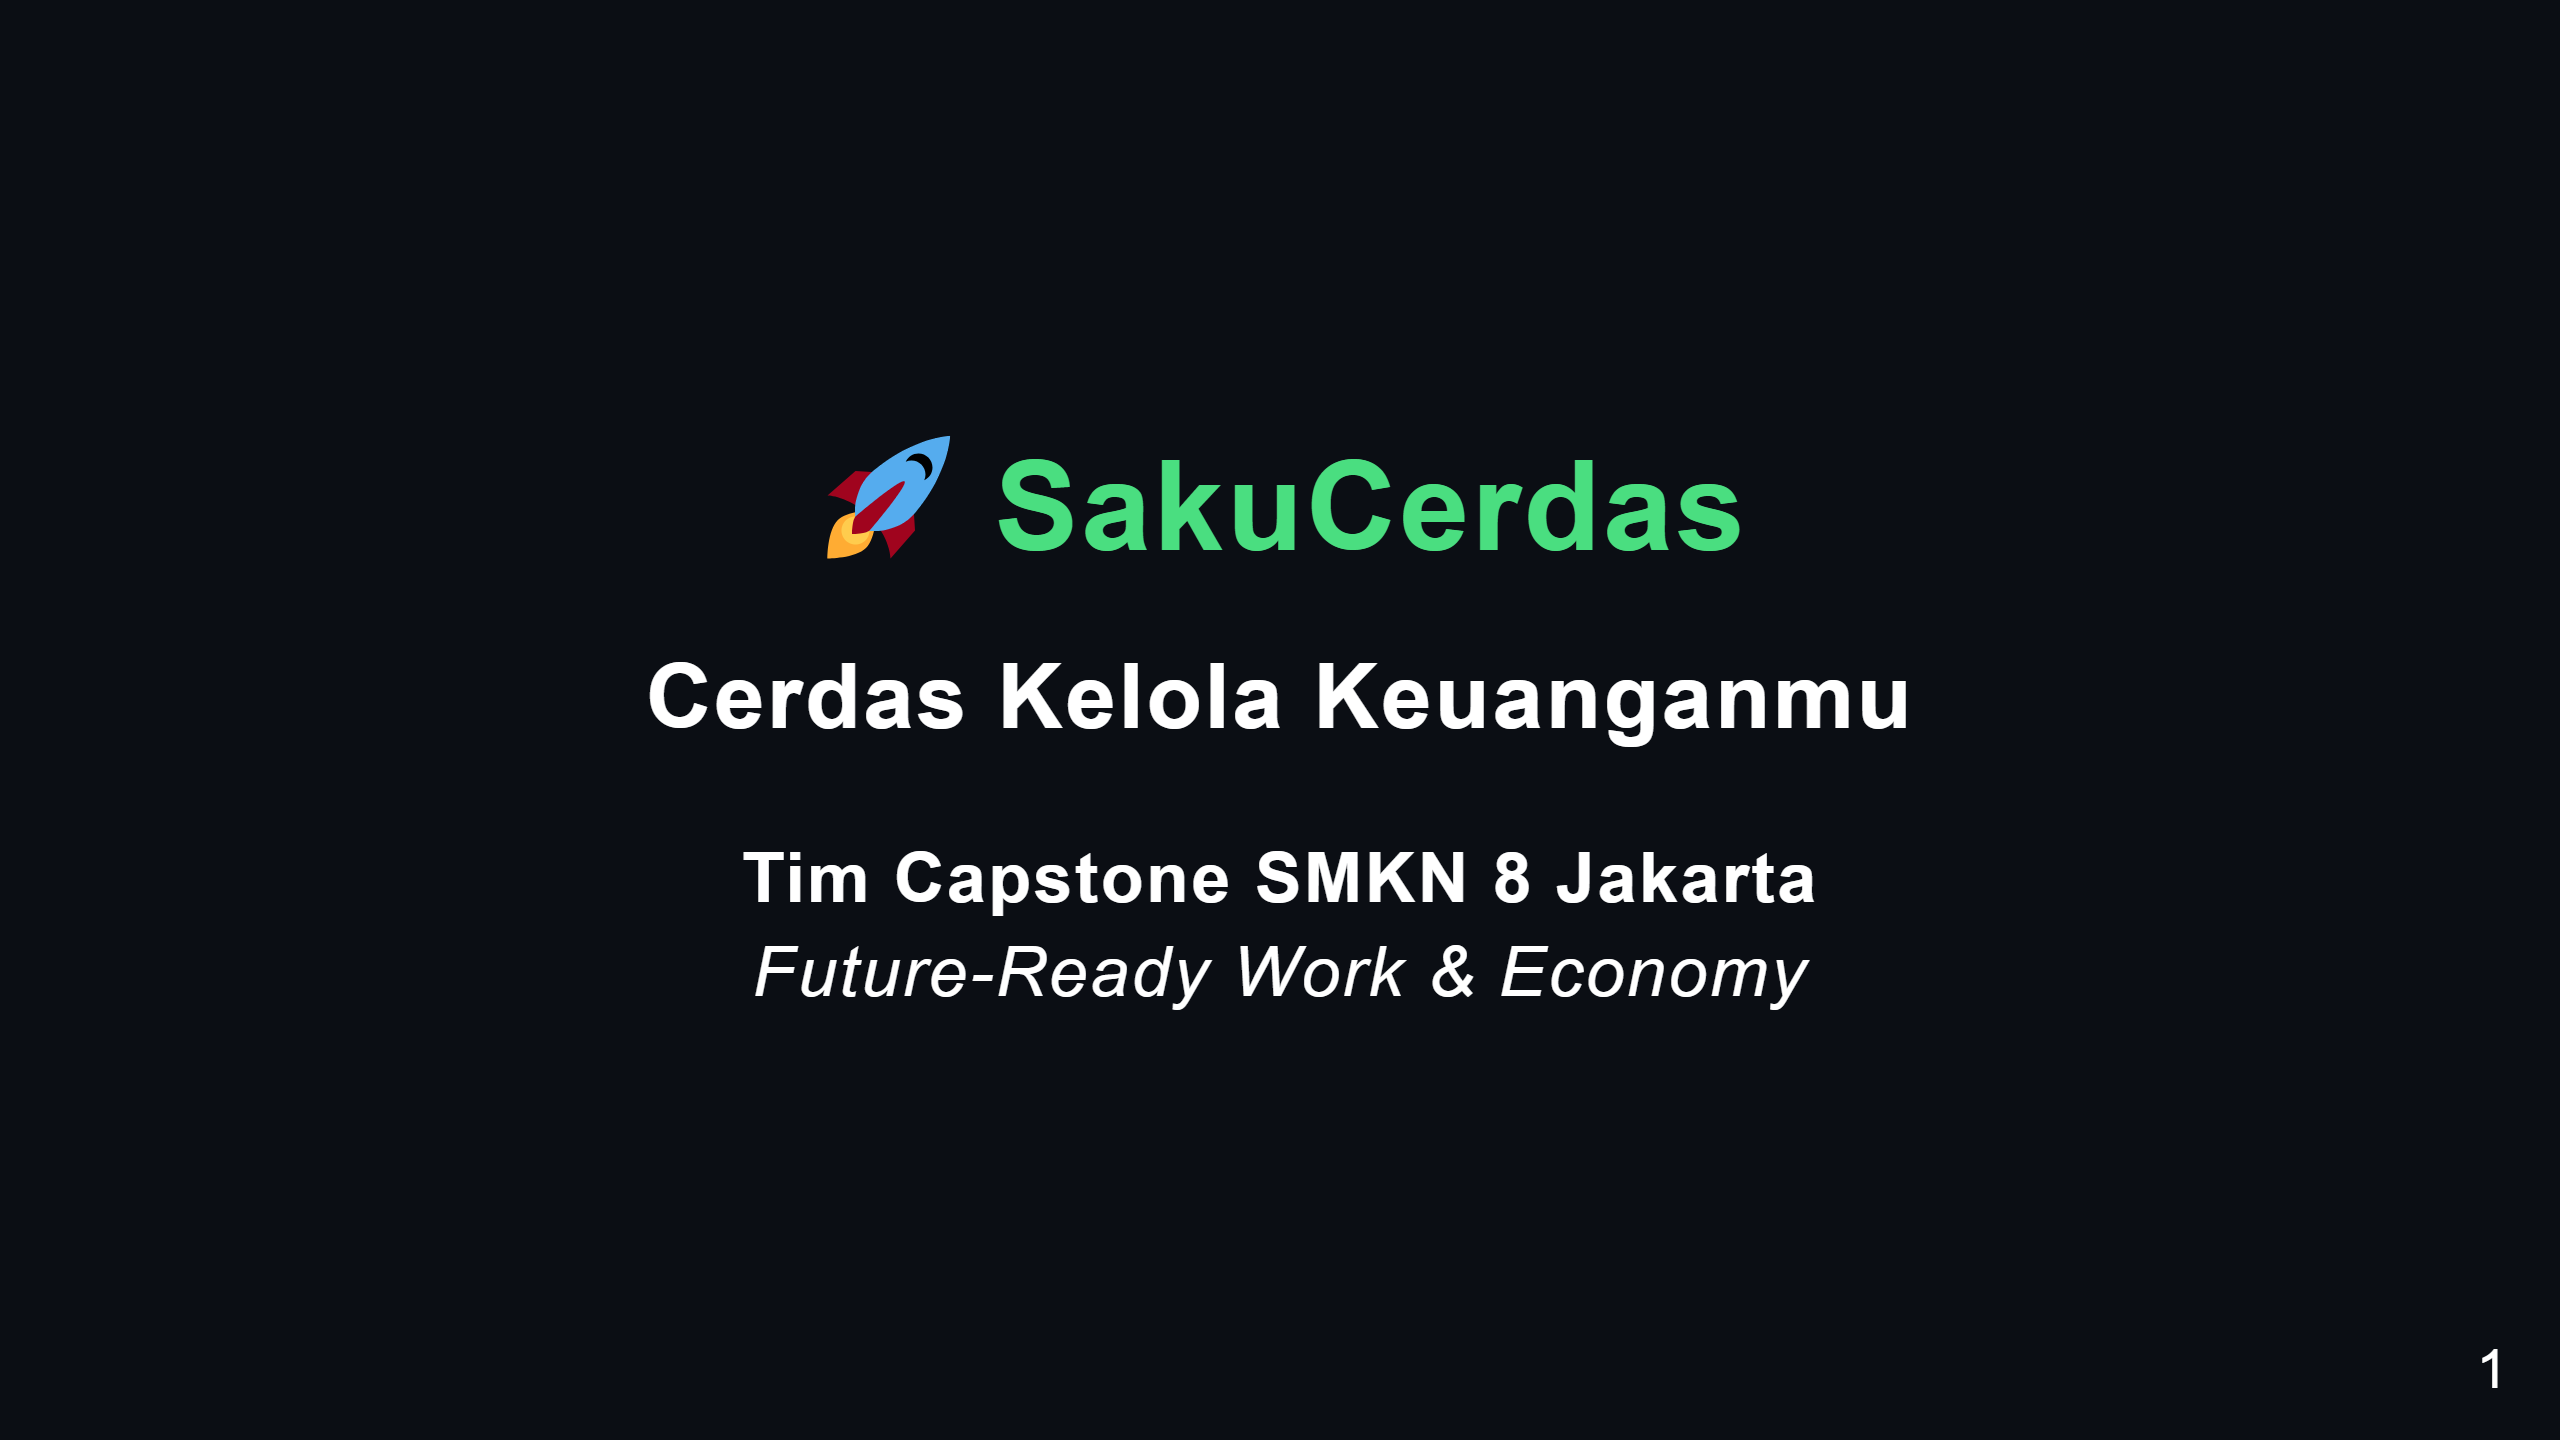 🚀 SakuCerdas
Cerdas Kelola Keuanganmu
Tim Capstone SMKN 8 Jakarta
Future-Ready Work & Economy
1